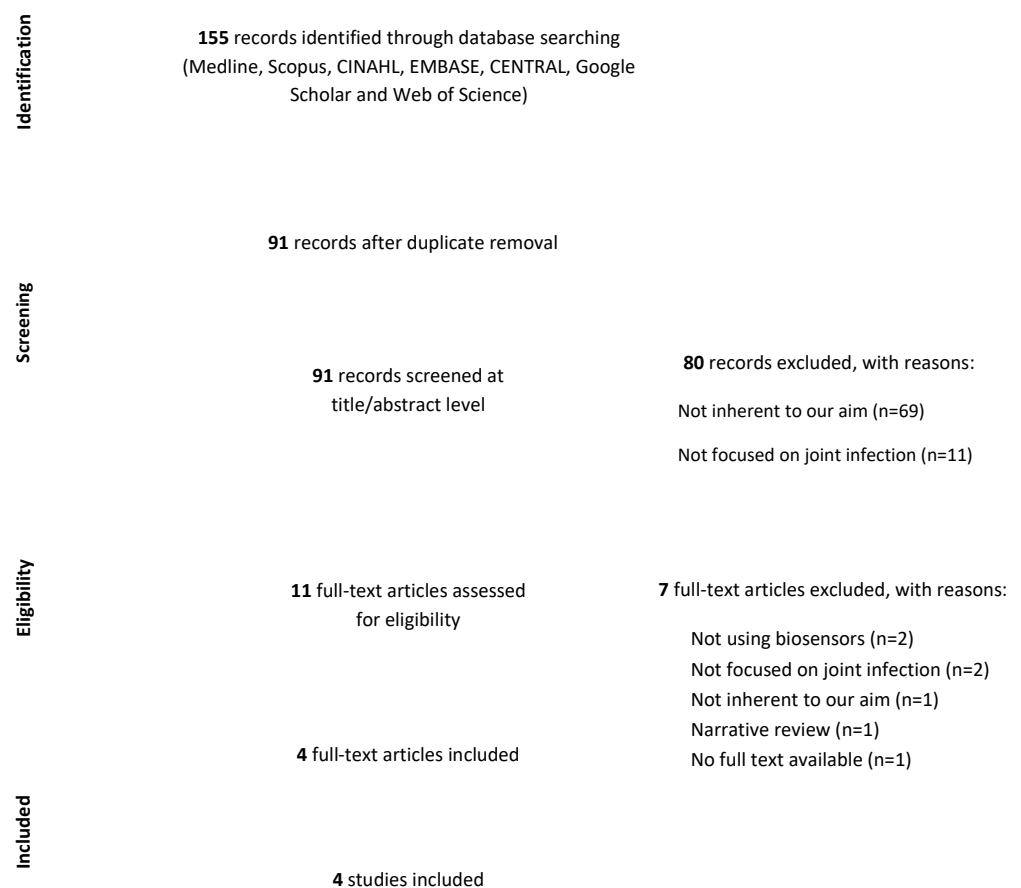 Identification
155 records identified through database searching
(Medline, Scopus, CINAHL, EMBASE, CENTRAL, Google
Scholar and Web of Science)
91 records after duplicate removal
Screening
91 records screened at
title/abstract level
80 records excluded, with reasons:
Not inherent to our aim (n=69)
Not focused on joint infection (n=11)
Eligibility
11 full-text articles assessed
for eligibility
7 full-text articles excluded, with reasons:
Not using biosensors (n=2)
Not focused on joint infection (n=2)
Not inherent to our aim (n=1)
Narrative review (n=1)
No full text available (n=1)
4 full-text articles included
Included
4 studies included